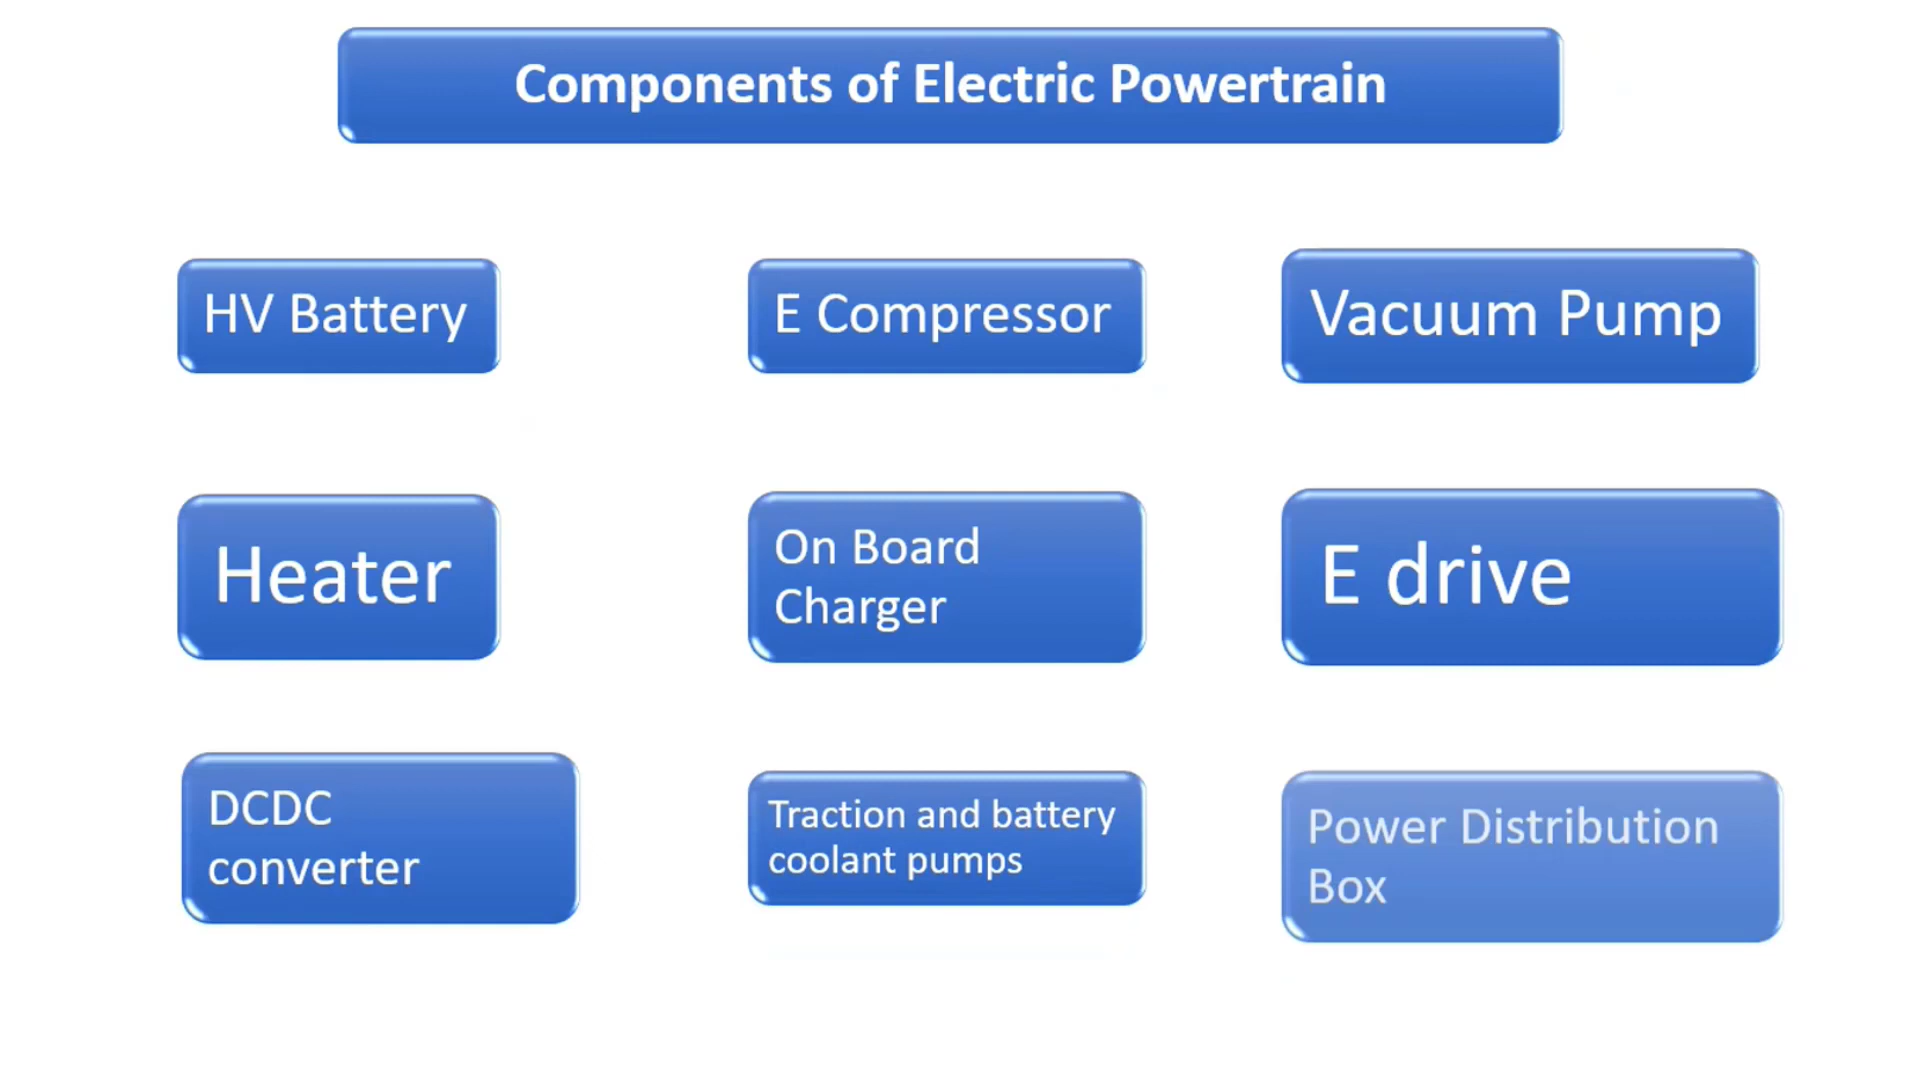 Components of Electric Powertrain
HV Battery
E Compressor
Vacuum Pump
Heater
On Board
Charger
E drive
DCDC
converter
Traction and battery
coolant pumps
Power Distribution
Box